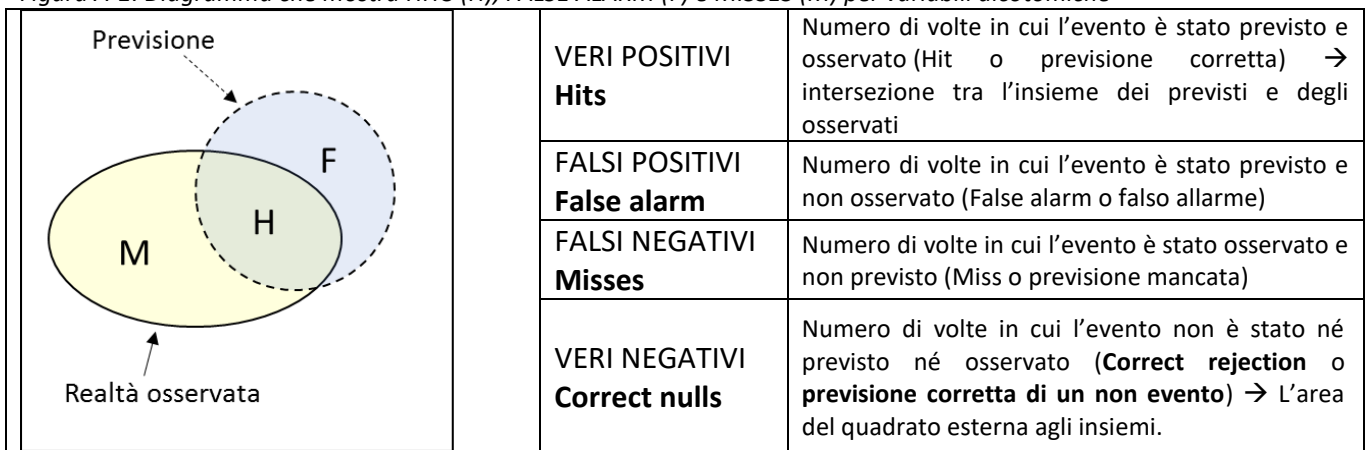 Figura A-1: Diagramma che mostra HITS (H), FALSE ALARM (F) e MISSES (M) per variabili dicotomiche
Previsione
F
H
M
Realtà osservata
VERI POSITIVI
Hits
Numero di volte in cui l’evento è stato previsto e
osservato (Hit o previsione corretta) →
intersezione tra l’insieme dei previsti e degli
osservati
FALSI POSITIVI
False alarm
Numero di volte in cui l’evento è stato previsto e
non osservato (False alarm o falso allarme)
FALSI NEGATIVI
Misses
Numero di volte in cui l’evento è stato osservato e
non previsto (Miss o previsione mancata)
VERI NEGATIVI
Correct nulls
Numero di volte in cui l’evento non è stato né
previsto né osservato (Correct rejection o
previsione corretta di un non evento) → L’area
del quadrato esterna agli insiemi.